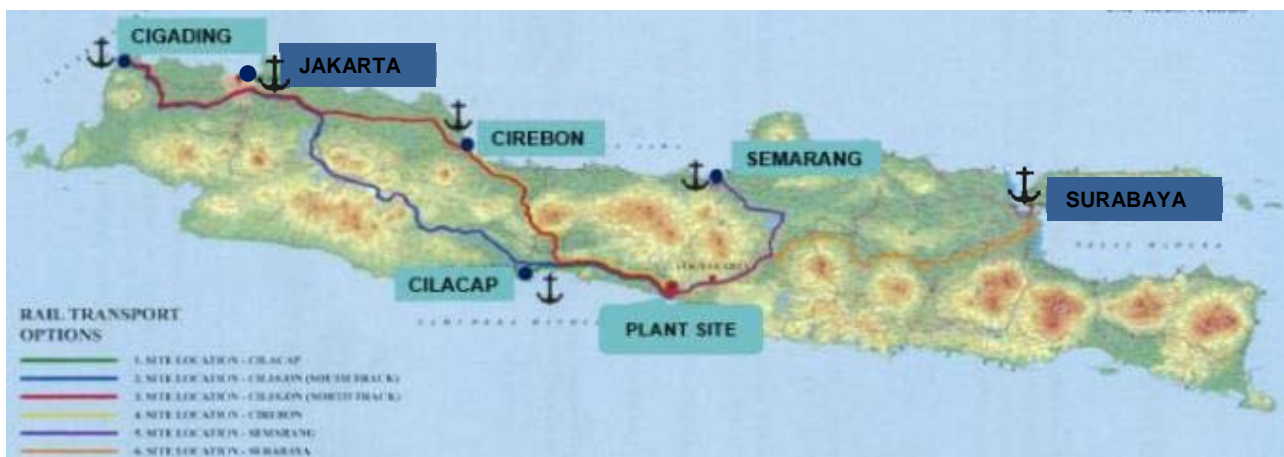 CIGADING
JAKARTA
CIREBON
SEMARANG
SURABAYA
CILACAP
PLANT SITE
RAIL TRANSPORT
OPTIONS
1. SITE LOCATION - CILACAP
2. SITE LOCATION - CILEGON (SOUTH TRACK)
3. SITE LOCATION - CILEGON (NORTH TRACK)
4. SITE LOCATION - CIREBON
5. SITE LOCATION - SEMARANG
6. SITE LOCATION - SURABAYA